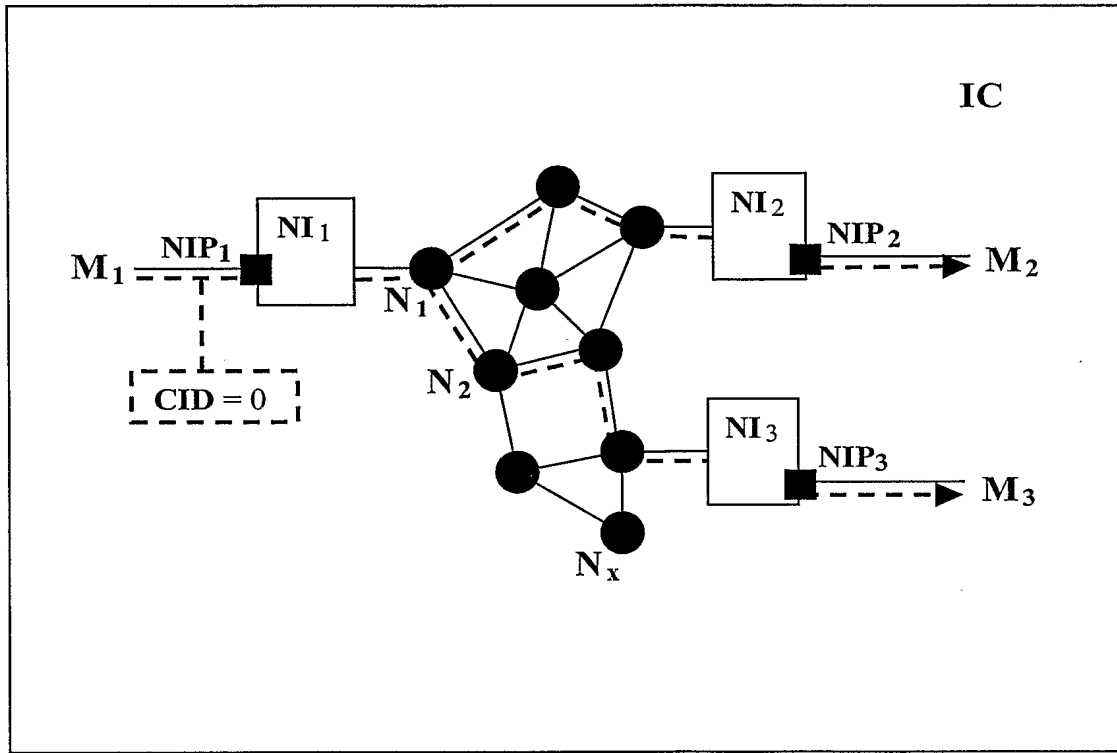 IC
NI1
NI2
NIP1
NIP2
M1
M2
N1
N2
CID = 0
NI3
NIP3
M3
Nx